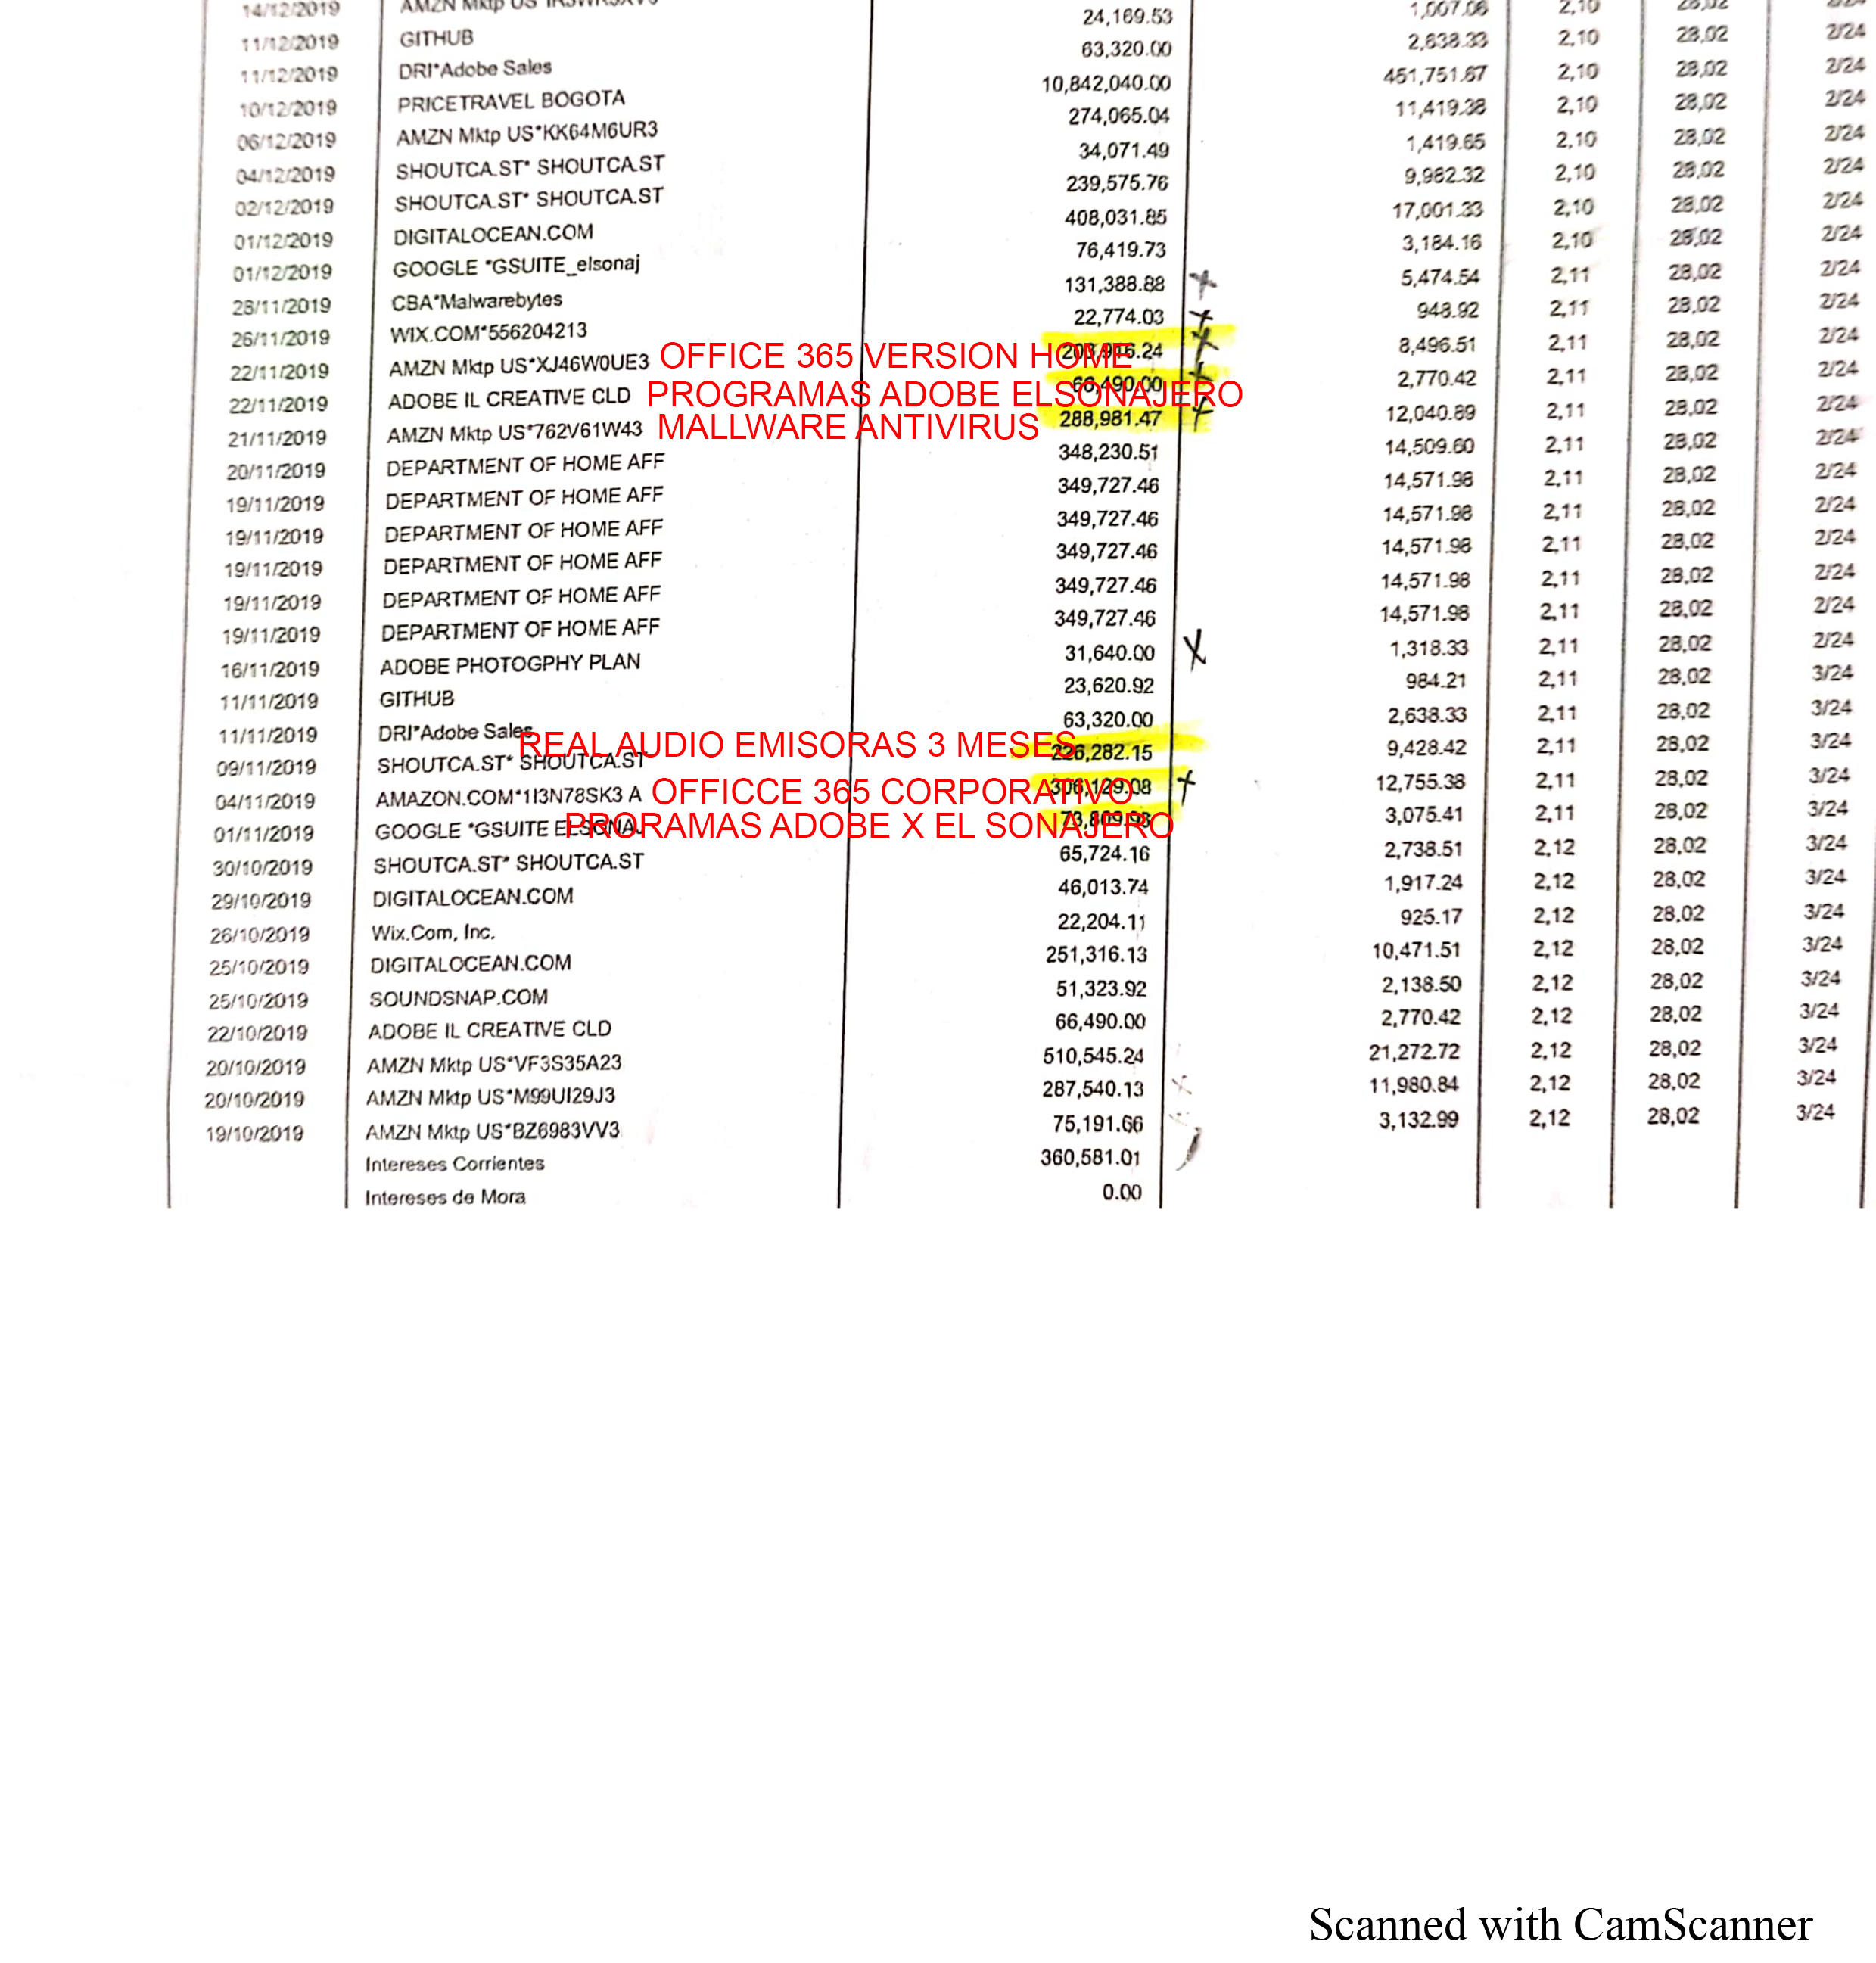 14/12/2019 AMZN Mktp
11/12/2019 GITHUB 24,169.53 1,007.06 2,10 28,02 2/24
11/12/2019 DRI*Adobe Sales 63,320.00 2,638.33 2,10 28,02 2/24
10/12/2019 PRICETRAVEL BOGOTA 10,842,040.00 451,751.67 2,10 28,02 2/24
06/12/2019 AMZN Mktp US*KK64M6UR3 274,065.04 11,419.38 2,10 28,02 2/24
04/12/2019 SHOUTCA.ST* SHOUTCA.ST 34,071.49 1,419.65 2,10 28,02 2/24
02/12/2019 SHOUTCA.ST* SHOUTCA.ST 239,575.76 9,982.32 2,10 28,02 2/24
01/12/2019 DIGITALOCEAN.COM 408,031.85 17,001.33 2,10 28,02 2/24
01/12/2019 GOOGLE *GSUITE_elsonaj 76,419.73 3,184.16 2,10 28,02 2/24
28/11/2019 CBA*Malwarebytes 131,388.88 5,474.54 2,11 28,02 2/24
26/11/2019 WIX.COM*556204213 22,774.03 948.92 2,11 28,02 2/24
22/11/2019 AMZN Mktp US*XJ46W0UE3 OFFICE 365 VERSION HOME 203,916.24 8,496.51 2,11 28,02 2/24
22/11/2019 ADOBE IL CREATIVE CLD PROGRAMAS ADOBE ELSONAJERO 66,490.00 2,770.42 2,11 28,02 2/24
21/11/2019 AMZN Mktp US*762V61W43 MALLWARE ANTIVIRUS 288,981.47 12,040.89 2,11 28,02 2/24
20/11/2019 DEPARTMENT OF HOME AFF 348,230.51 14,509.60 2,11 28,02 2/24
19/11/2019 DEPARTMENT OF HOME AFF 349,727.46 14,571.98 2,11 28,02 2/24
19/11/2019 DEPARTMENT OF HOME AFF 349,727.46 14,571.98 2,11 28,02 2/24
19/11/2019 DEPARTMENT OF HOME AFF 349,727.46 14,571.98 2,11 28,02 2/24
19/11/2019 DEPARTMENT OF HOME AFF 349,727.46 14,571.98 2,11 28,02 2/24
19/11/2019 DEPARTMENT OF HOME AFF 349,727.46 14,571.98 2,11 28,02 2/24
16/11/2019 ADOBE PHOTOGPHY PLAN 31,640.00 1,318.33 2,11 28,02 2/24
11/11/2019 GITHUB 23,620.92 984.21 2,11 28,02 3/24
11/11/2019 DRI*Adobe Sales 63,320.00 2,638.33 2,11 28,02 3/24
REAL AUDIO EMISORAS 3 MESES
09/11/2019 SHOUTCA.ST* SHOUTCA.ST 226,282.15 9,428.42 2,11 28,02 3/24
04/11/2019 AMAZON.COM*1I3N78SK3 A OFFICCE 365 CORPORATIVO 306,129.08 12,755.38 2,11 28,02 3/24
01/11/2019 GOOGLE *GSUITE ELSONAJ PRORAMAS ADOBE X EL SONAJERO 73,809.93 3,075.41 2,11 28,02 3/24
30/10/2019 SHOUTCA.ST* SHOUTCA.ST 65,724.16 2,738.51 2,12 28,02 3/24
29/10/2019 DIGITALOCEAN.COM 46,013.74 1,917.24 2,12 28,02 3/24
26/10/2019 Wix.Com, Inc. 22,204.11 925.17 2,12 28,02 3/24
25/10/2019 DIGITALOCEAN.COM 251,316.13 10,471.51 2,12 28,02 3/24
25/10/2019 SOUNDSNAP.COM 51,323.92 2,138.50 2,12 28,02 3/24
22/10/2019 ADOBE IL CREATIVE CLD 66,490.00 2,770.42 2,12 28,02 3/24
20/10/2019 AMZN Mktp US*VF3S35A23 510,545.24 21,272.72 2,12 28,02 3/24
20/10/2019 AMZN Mktp US*M99UI29J3 287,540.13 11,980.84 2,12 28,02 3/24
19/10/2019 AMZN Mktp US*BZ6983VV3 75,191.66 3,132.99 2,12 28,02 3/24
Intereses Corrientes 360,581.01
Intereses de Mora 0.00
Scanned with CamScanner